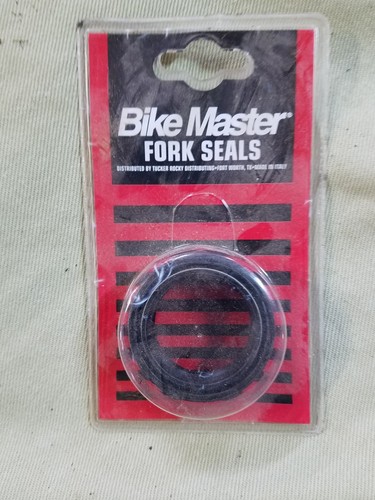 Bike Master®
FORK SEALS
DISTRIBUTED BY TUCKER ROCKY DISTRIBUTING•FORT WORTH, TX•MADE IN ITALY